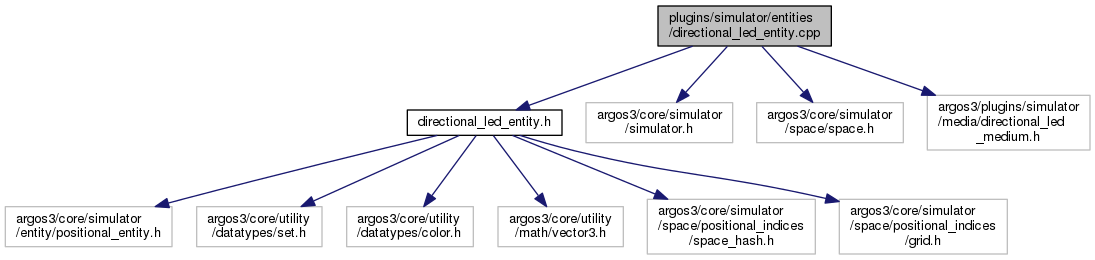 plugins/simulator/entities
/directional_led_entity.cpp
directional_led_entity.h
argos3/core/simulator
/simulator.h
argos3/core/simulator
/space/space.h
argos3/plugins/simulator
/media/directional_led
_medium.h
argos3/core/simulator
/entity/positional_entity.h
argos3/core/utility
/datatypes/set.h
argos3/core/utility
/datatypes/color.h
argos3/core/utility
/math/vector3.h
argos3/core/simulator
/space/positional_indices
/space_hash.h
argos3/core/simulator
/space/positional_indices
/grid.h